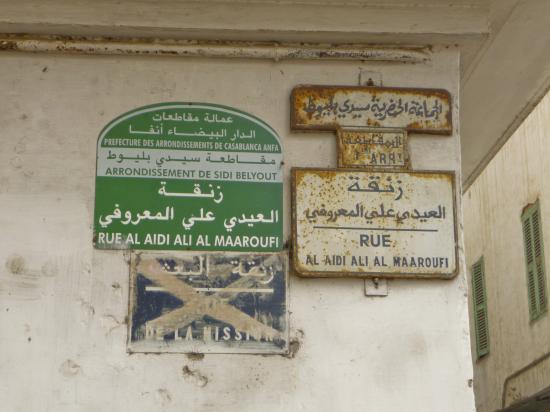 عمالة مقاطعات
الدار البيضاء أنفا
PREFECTURE DES ARRONDISSEMENTS DE CASABLANCA ANFA
مقاطعة سيدي بليوط
ARRONDISSEMENT DE SIDI BELYOUT
زنقة
العيدي علي المعروفي
RUE AL AIDI ALI AL MAAROUFI
الجماعة الحضرية سيدي بليوط
المقاطعة
ARRt
زنقة
العيدي علي المعروفي
RUE
AL AIDI ALI AL MAAROUFI
زنقة
DE LA MISSION